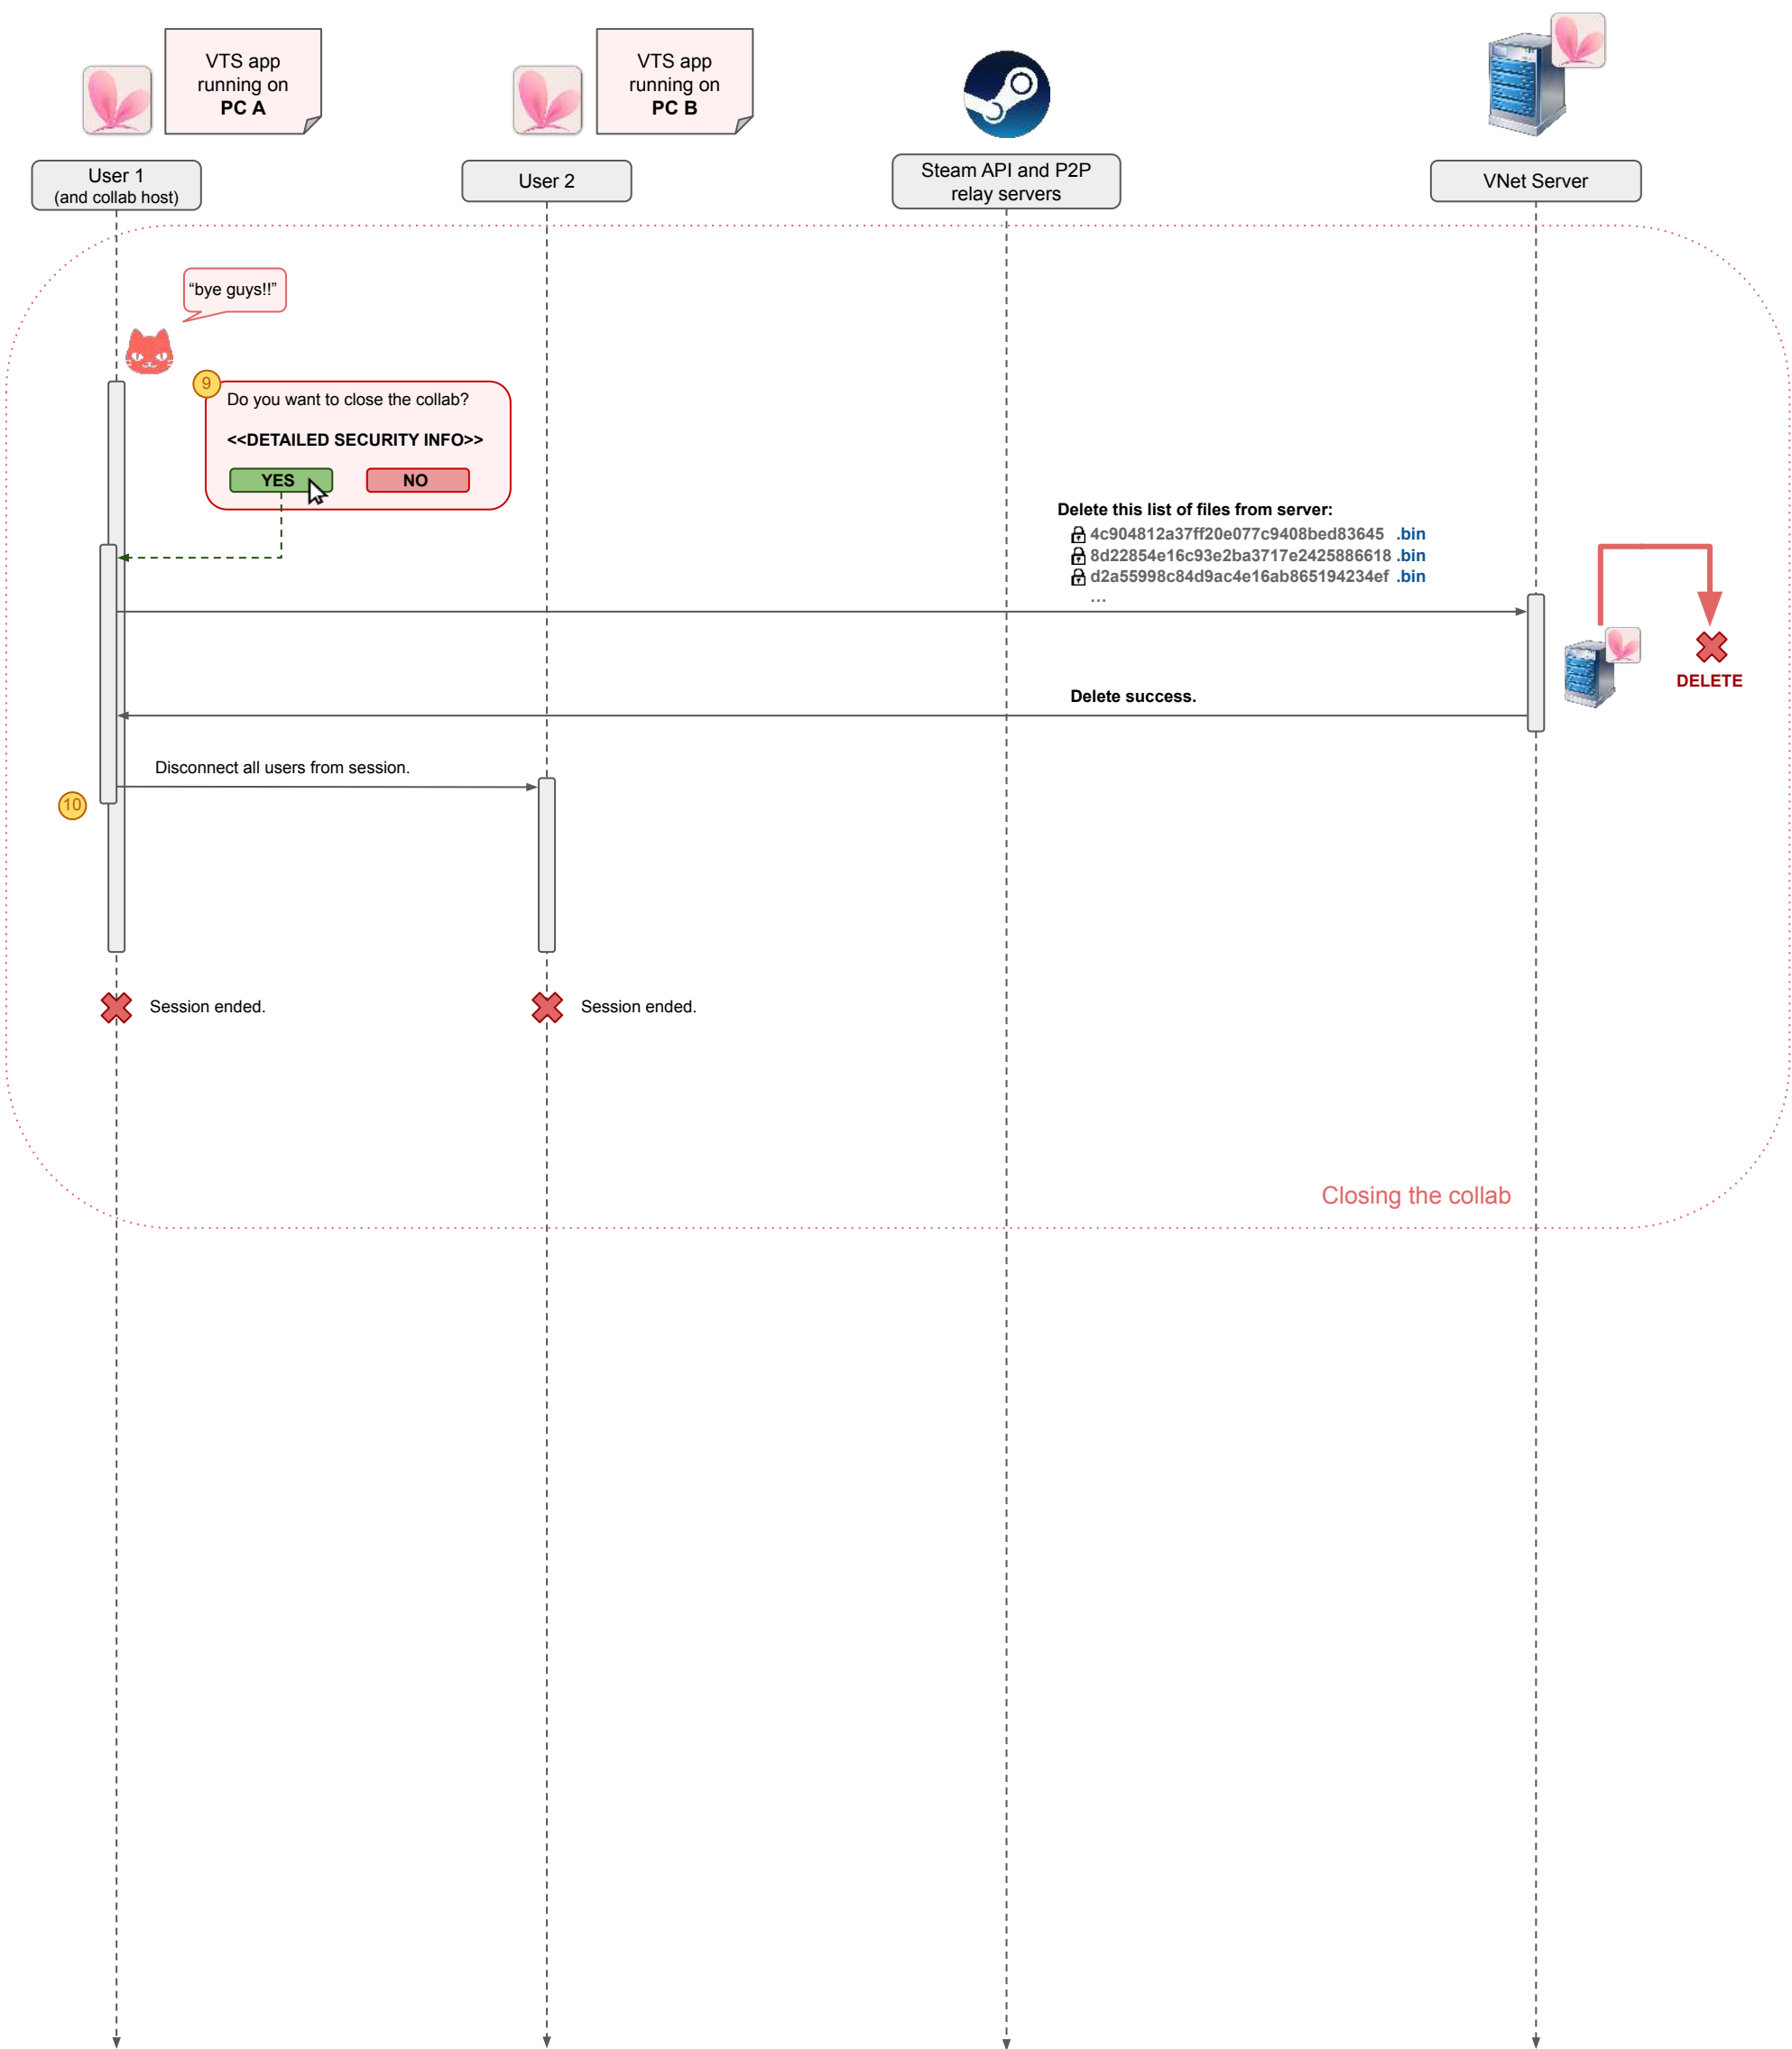 VTS app
running on
PC A
VTS app
running on
PC B
User 1
(and collab host)
User 2
Steam API and P2P
relay servers
VNet Server
“bye guys!!”
9
Do you want to close the collab?
<<DETAILED SECURITY INFO>>
YES
NO
Delete this list of files from server:
4c904812a37ff20e077c9408bed83645 .bin
8d22854e16c93e2ba3717e2425886618 .bin
d2a55998c84d9ac4e16ab865194234ef .bin
...
DELETE
Delete success.
Disconnect all users from session.
10
Session ended.
Session ended.
Closing the collab